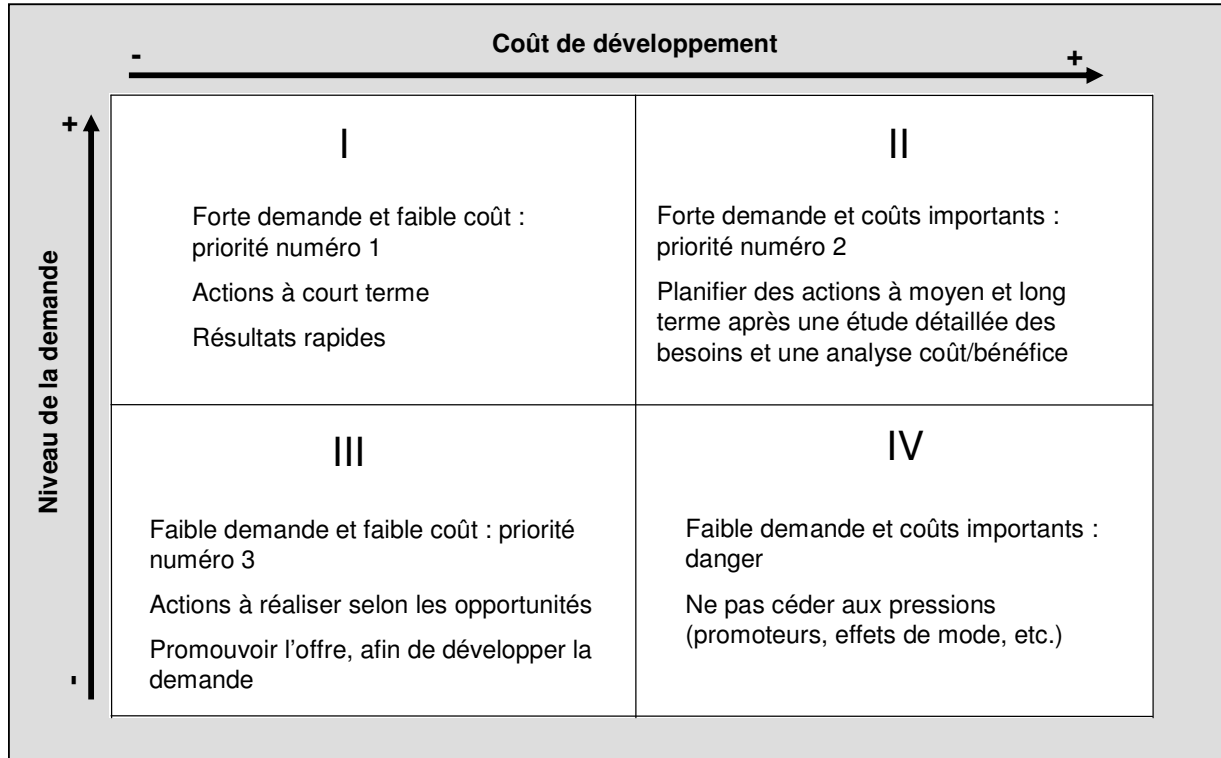 Coût de développement
-
+
+
Niveau de la demande
-
I
Forte demande et faible coût :
priorité numéro 1
Actions à court terme
Résultats rapides
II
Forte demande et coûts importants :
priorité numéro 2
Planifier des actions à moyen et long
terme après une étude détaillée des
besoins et une analyse coût/bénéfice
III
Faible demande et faible coût : priorité
numéro 3
Actions à réaliser selon les opportunités
Promouvoir l’offre, afin de développer la
demande
IV
Faible demande et coûts importants :
danger
Ne pas céder aux pressions
(promoteurs, effets de mode, etc.)